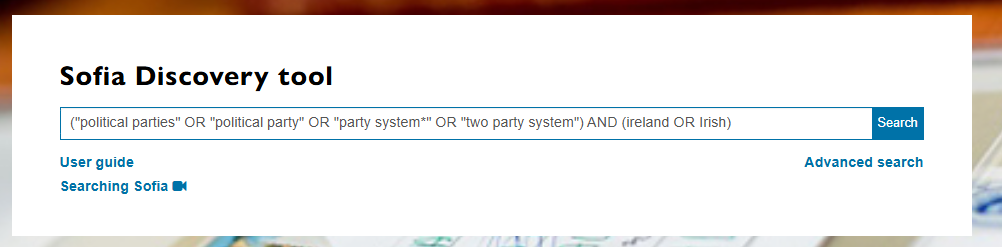 Sofia Discovery tool
("political parties" OR "political party" OR "party system*" OR "two party system") AND (ireland OR Irish)
Search
User guide
Advanced search
Searching Sofia